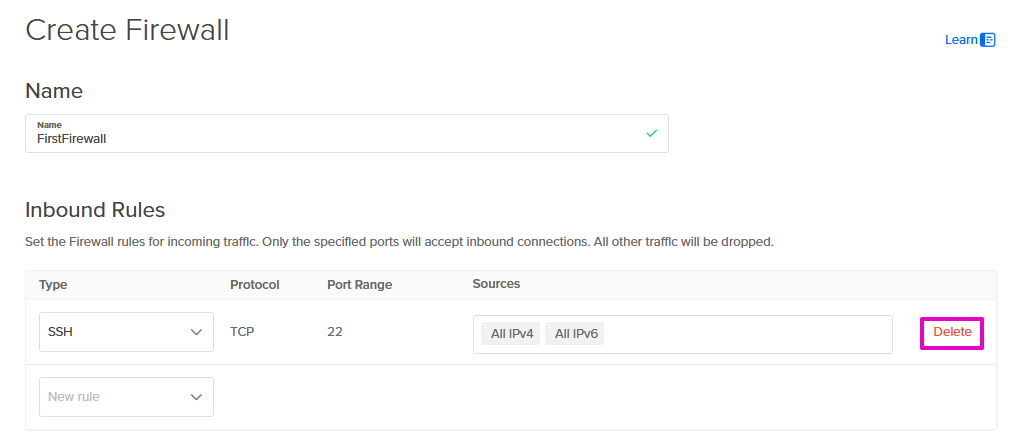 Create Firewall
Learn
Name
Name
FirstFirewall
Inbound Rules
Set the Firewall rules for incoming traffic. Only the specified ports will accept inbound connections. All other traffic will be dropped.
Type Protocol Port Range Sources
SSH TCP 22 All IPv4 All IPv6 Delete
New rule